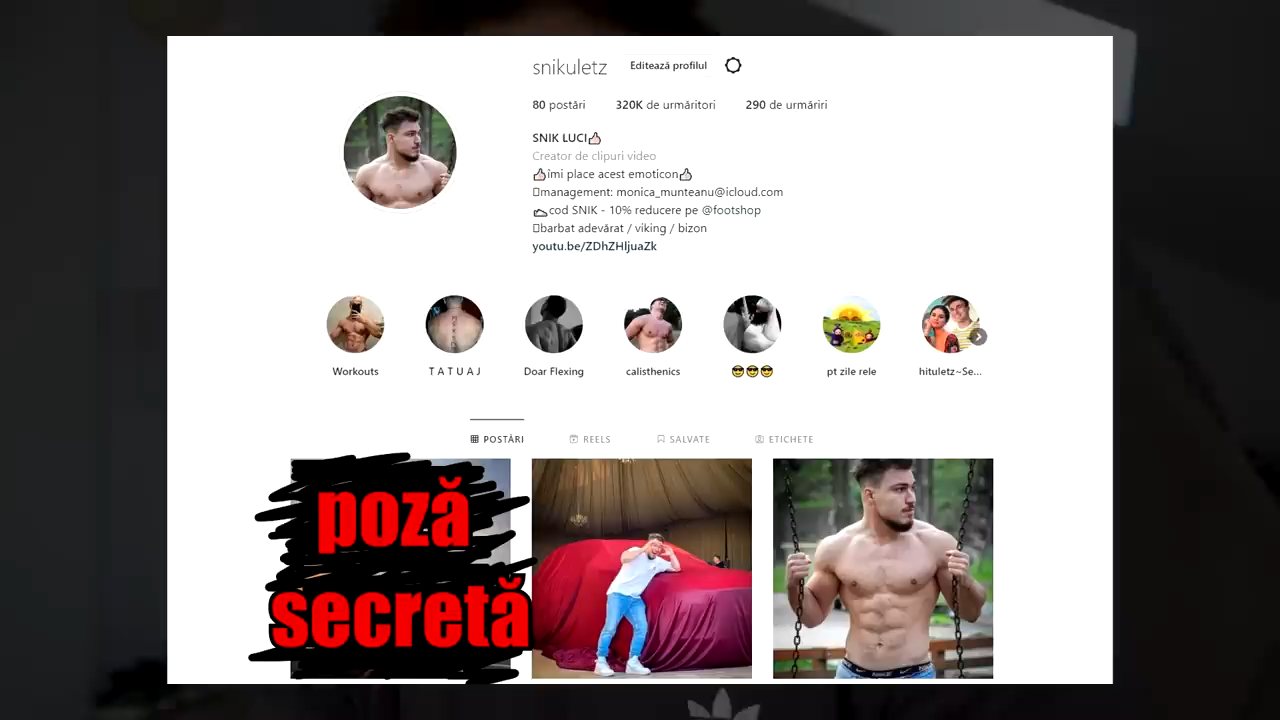 snikuletz Editează profilul
80 postări 320K de urmăritori 290 de urmăriri
SNIK LUCI👍
Creator de clipuri video
👍îmi place acest emoticon👍
management: monica_munteanu@icloud.com
👟cod SNIK - 10% reducere pe @footshop
barbat adevărat / viking / bizon
youtu.be/ZDhZHljuaZk
Workouts T A T U A J Doar Flexing calisthenics 😎😎😎 pt zile rele hituletz~Se...
POSTĂRI REELS SALVATE ETICHETE
poză
secretă